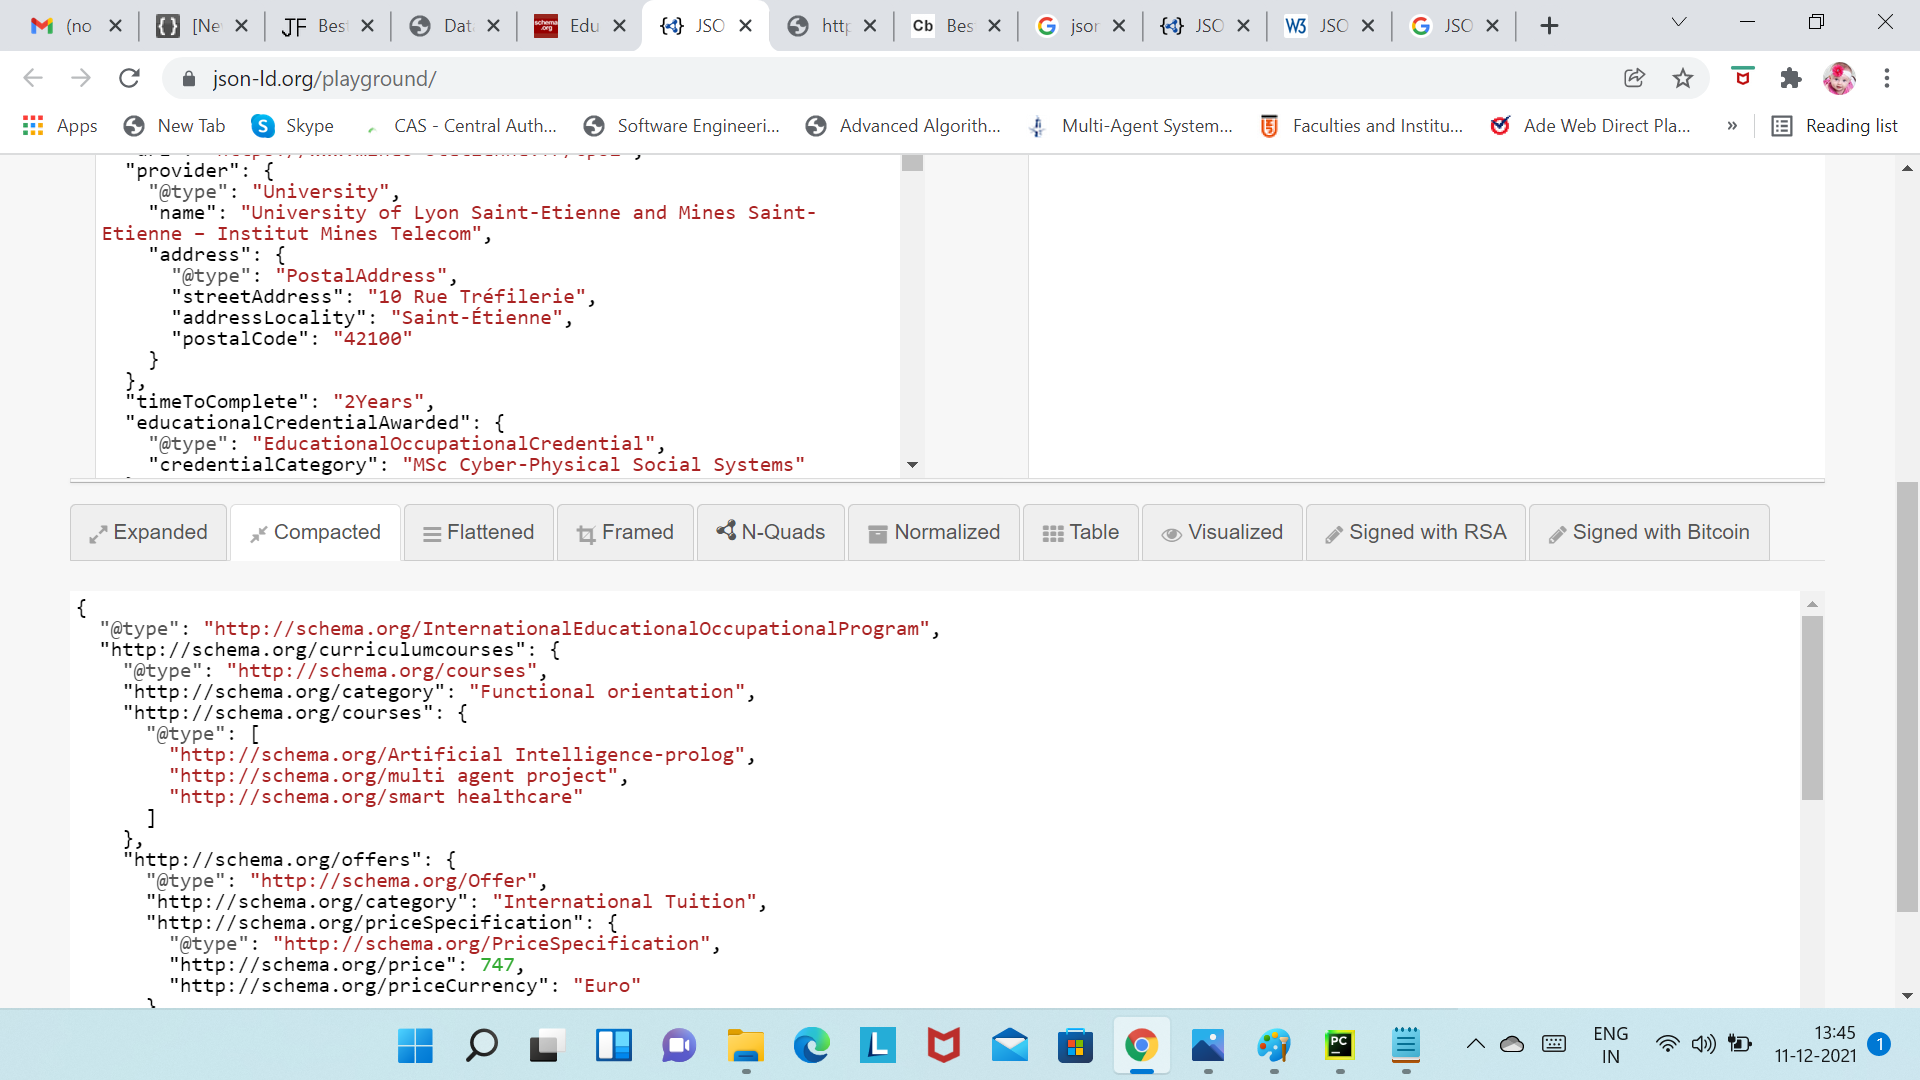 (no
[Ne
JF Bes
Dat
schema.org Edu
JSO
http
Cb Bes
jsor
JSO
W3 JSO
JSO
json-ld.org/playground/
Apps
New Tab
Skype
CAS - Central Auth...
Software Engineeri...
Advanced Algorith...
Multi-Agent System...
Faculties and Institu...
Ade Web Direct Pla...
»
Reading list
"provider": {
"@type": "University",
"name": "University of Lyon Saint-Etienne and Mines Saint-
Etienne – Institut Mines Telecom",
"address": {
"@type": "PostalAddress",
"streetAddress": "10 Rue Tréfilerie",
"addressLocality": "Saint-Étienne",
"postalCode": "42100"
}
},
"timeToComplete": "2Years",
"educationalCredentialAwarded": {
"@type": "EducationalOccupationalCredential",
"credentialCategory": "MSc Cyber-Physical Social Systems"
Expanded
Compacted
Flattened
Framed
N-Quads
Normalized
Table
Visualized
Signed with RSA
Signed with Bitcoin
{
"@type": "http://schema.org/InternationalEducationalOccupationalProgram",
"http://schema.org/curriculumcourses": {
"@type": "http://schema.org/courses",
"http://schema.org/category": "Functional orientation",
"http://schema.org/courses": {
"@type": [
"http://schema.org/Artificial Intelligence-prolog",
"http://schema.org/multi agent project",
"http://schema.org/smart healthcare"
]
},
"http://schema.org/offers": {
"@type": "http://schema.org/Offer",
"http://schema.org/category": "International Tuition",
"http://schema.org/priceSpecification": {
"@type": "http://schema.org/PriceSpecification",
"http://schema.org/price": 747,
"http://schema.org/priceCurrency": "Euro"
}
L
PC
ENG
IN
13:45
11-12-2021
1